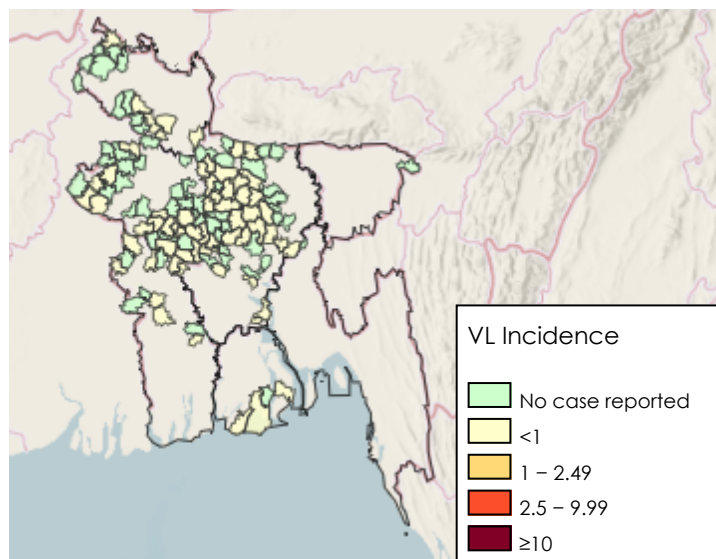 VL Incidence
No case reported
<1
1 – 2.49
2.5 – 9.99
≥10